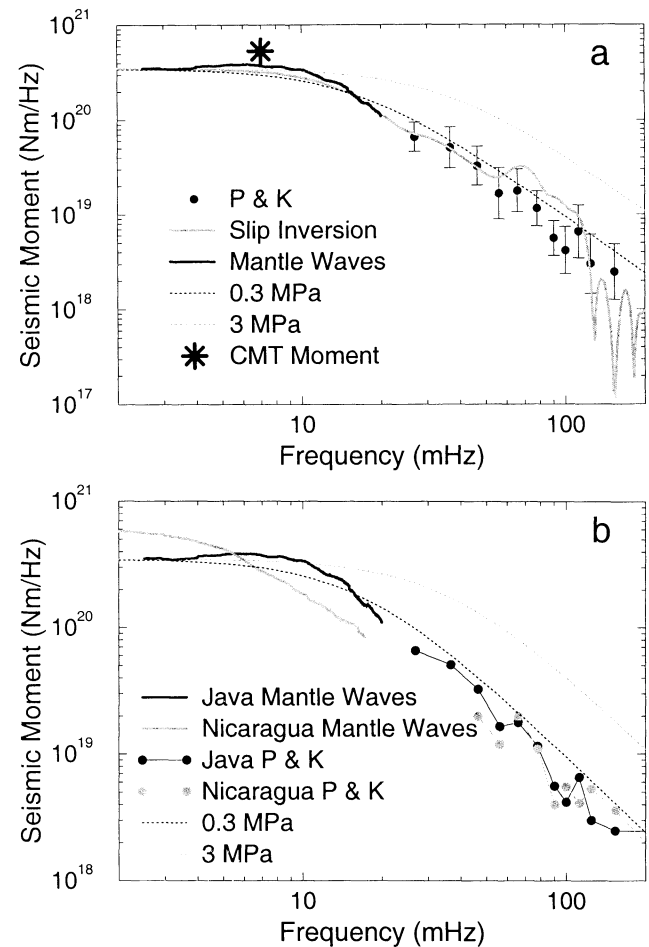 a
Seismic Moment (Nm/Hz)
10^21
10^20
10^19
10^18
10^17
P & K
Slip Inversion
Mantle Waves
0.3 MPa
3 MPa
CMT Moment
10
100
Frequency (mHz)
b
Seismic Moment (Nm/Hz)
10^21
10^20
10^19
10^18
Java Mantle Waves
Nicaragua Mantle Waves
Java P & K
Nicaragua P & K
0.3 MPa
3 MPa
10
100
Frequency (mHz)